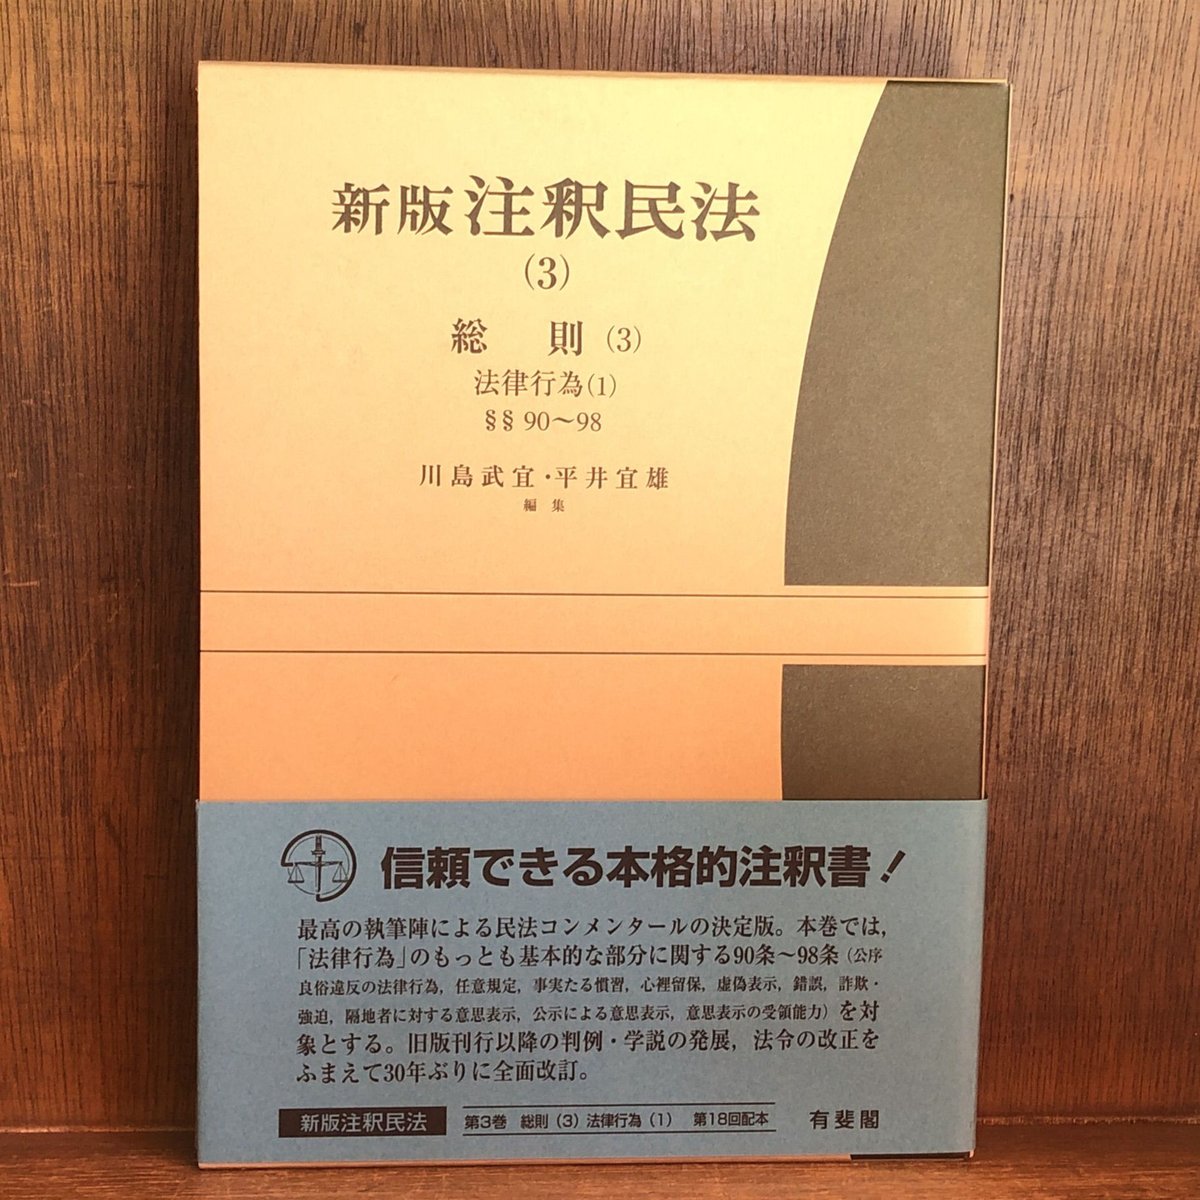 新版 注釈民法
(3)
総 則 (3)
法律行為(1)
§§ 90〜98
川島武宜・平井宜雄
編 集
信頼できる本格的注釈書!
最高の執筆陣による民法コンメンタールの決定版。本巻では,
「法律行為」のもっとも基本的な部分に関する90条〜98条(公序
良俗違反の法律行為, 任意規定, 事実たる慣習, 心裡留保, 虚偽表示, 錯誤, 詐欺・
強迫, 隔地者に対する意思表示, 公示による意思表示, 意思表示の受領能力)を対
象とする。旧版刊行以降の判例・学説の発展, 法令の改正を
ふまえて30年ぶりに全面改訂。
新版注釈民法 第3巻 総則(3)法律行為(1) 第18回配本 有斐閣